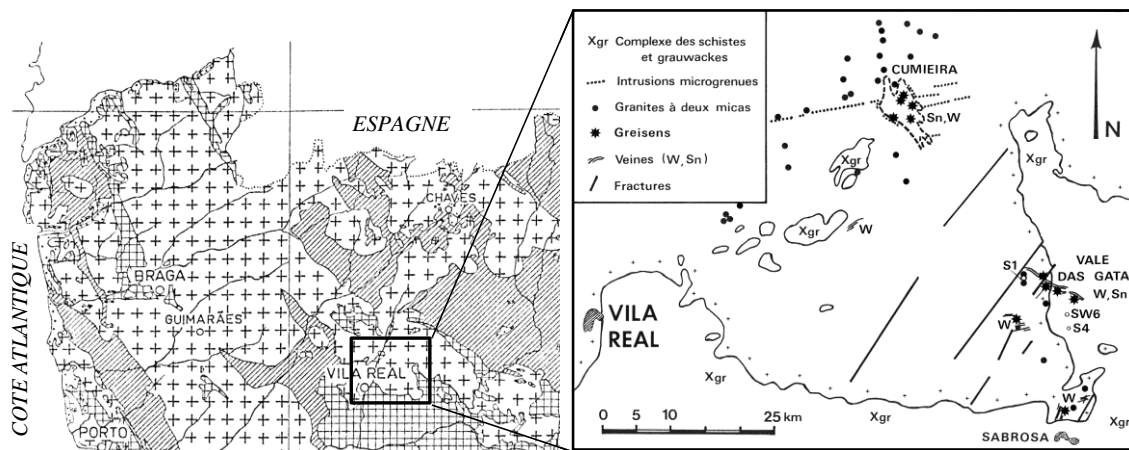 ESPAGNE
COTE ATLANTIQUE
CHAVES
BRAGA
GUIMARÃES
VILA REAL
PORTO
Xgr Complexe des schistes
et grauwackes
Intrusions microgrenues
Granites à deux micas
Greisens
Veines (W,Sn)
Fractures
CUMIEIRA
Sn,W
N
Xgr
Xgr
Xgr
W
S1
VALE
DAS GATA
W,Sn
SW6
S4
W
VILA
REAL
Xgr
W
Xgr
Xgr
0 5 10 25 km
SABROSA